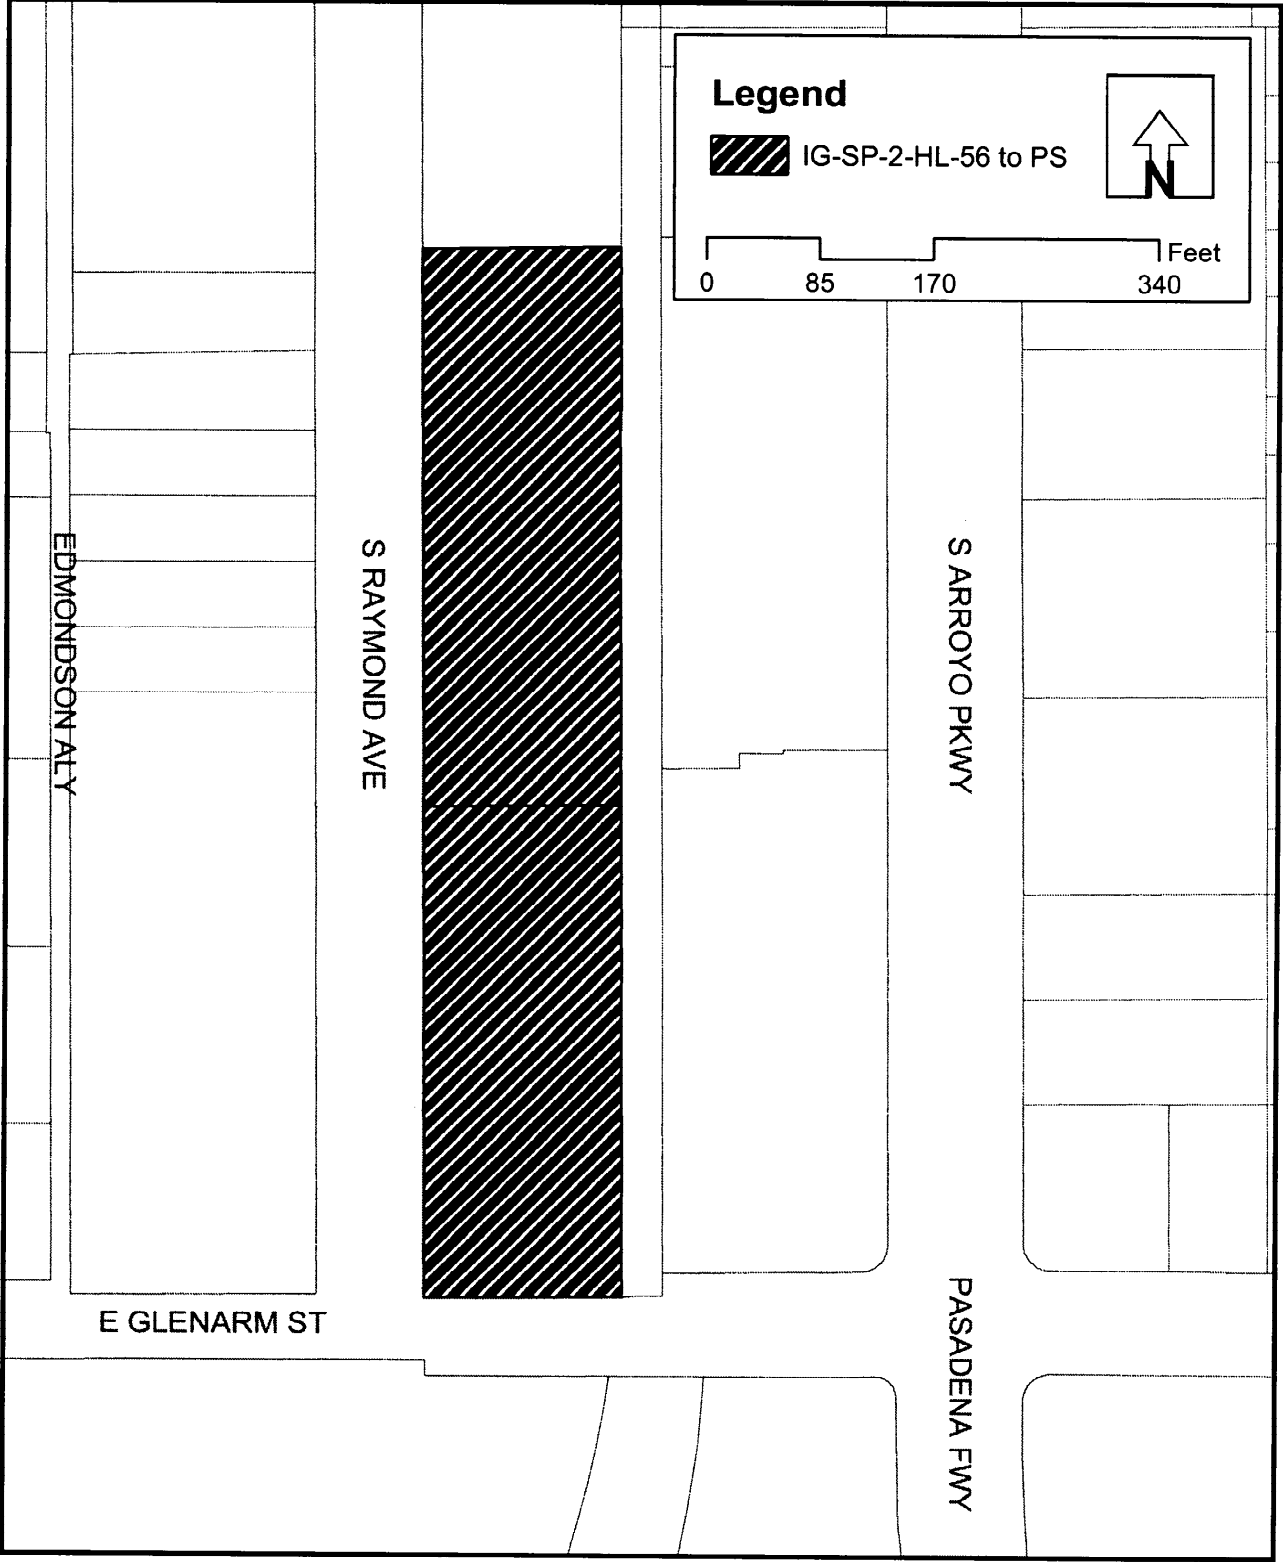 Legend
IG-SP-2-HL-56 to PS
N
Feet
0 85 170 340
EDMONDSON ALY
S RAYMOND AVE
S ARROYO PKWY
E GLENARM ST
PASADENA FWY